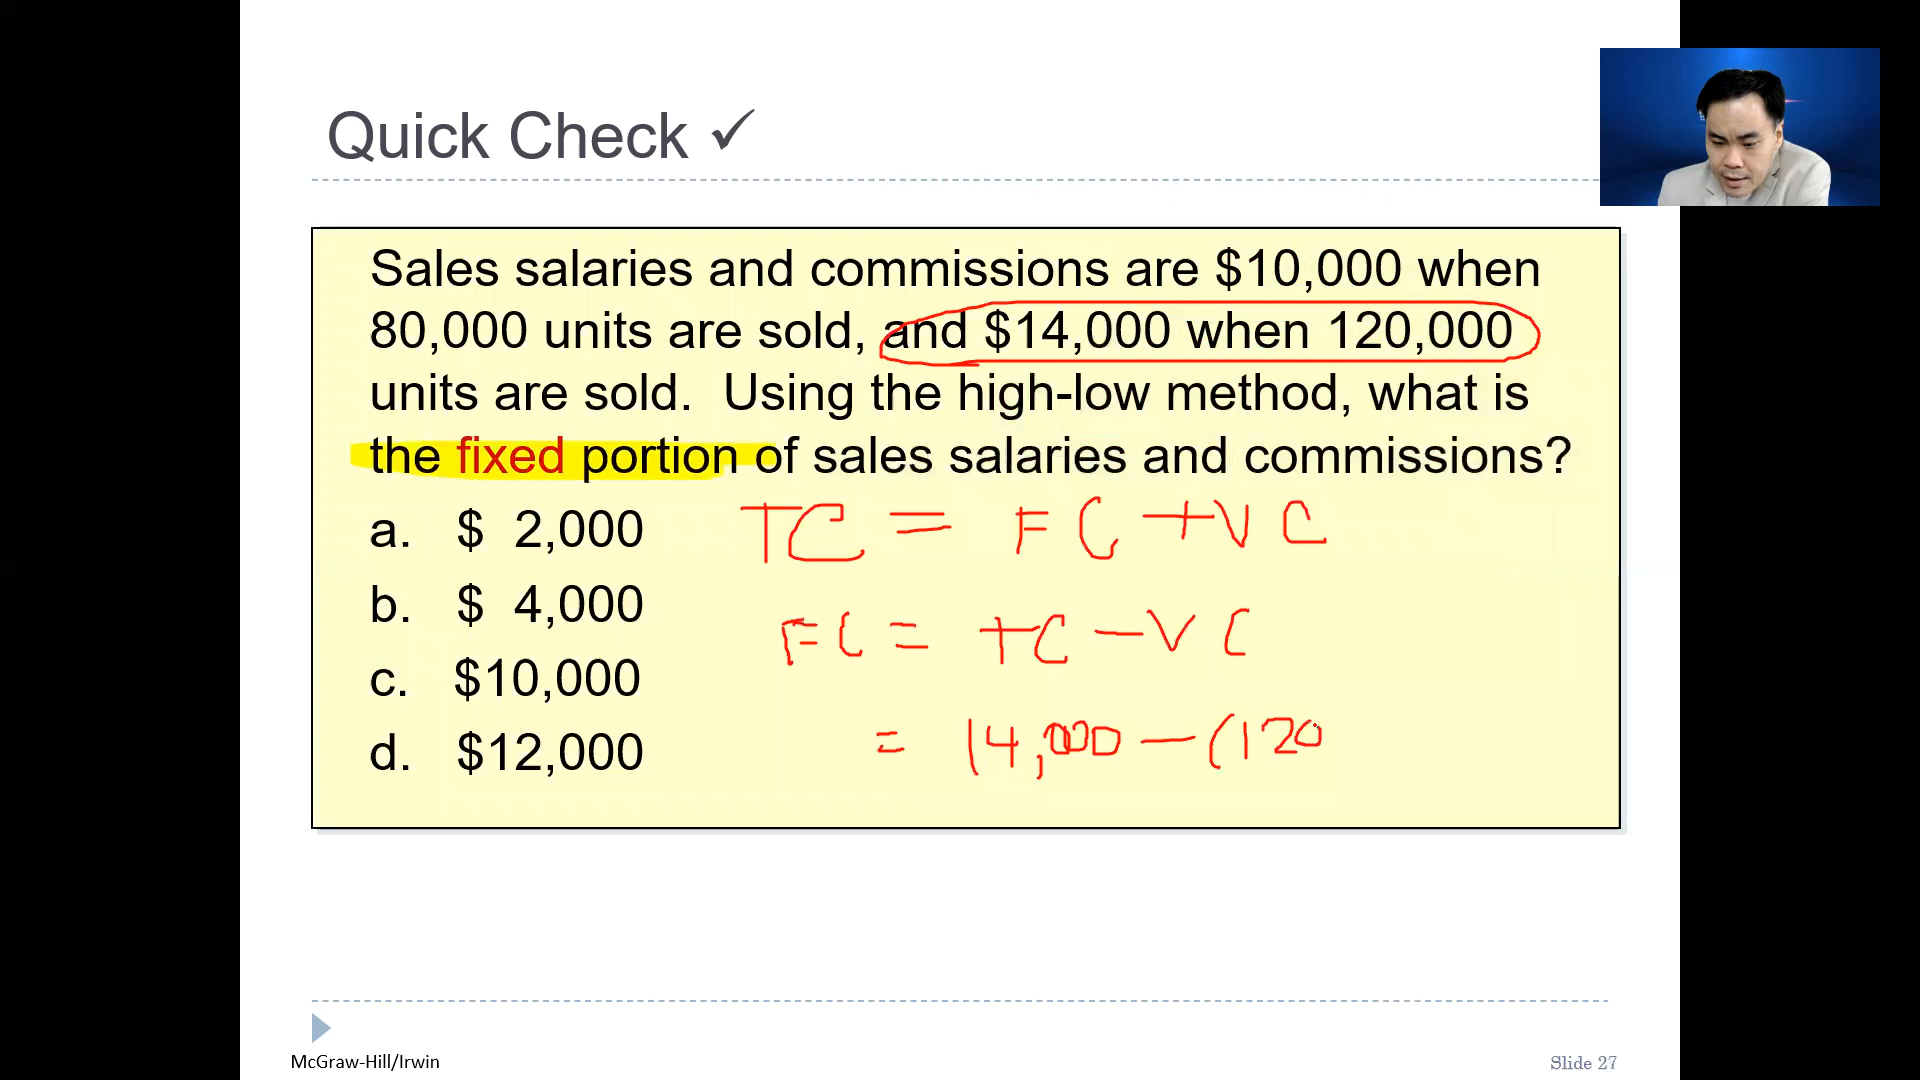 Quick Check ✓
Sales salaries and commissions are $10,000 when
80,000 units are sold, and $14,000 when 120,000
units are sold.  Using the high-low method, what is
the fixed portion of sales salaries and commissions?
a. $ 2,000
b. $ 4,000
c. $10,000
d. $12,000
TC = FC + VC
FC = TC - VC
= 14,000 - (120
McGraw-Hill/Irwin
Slide 27